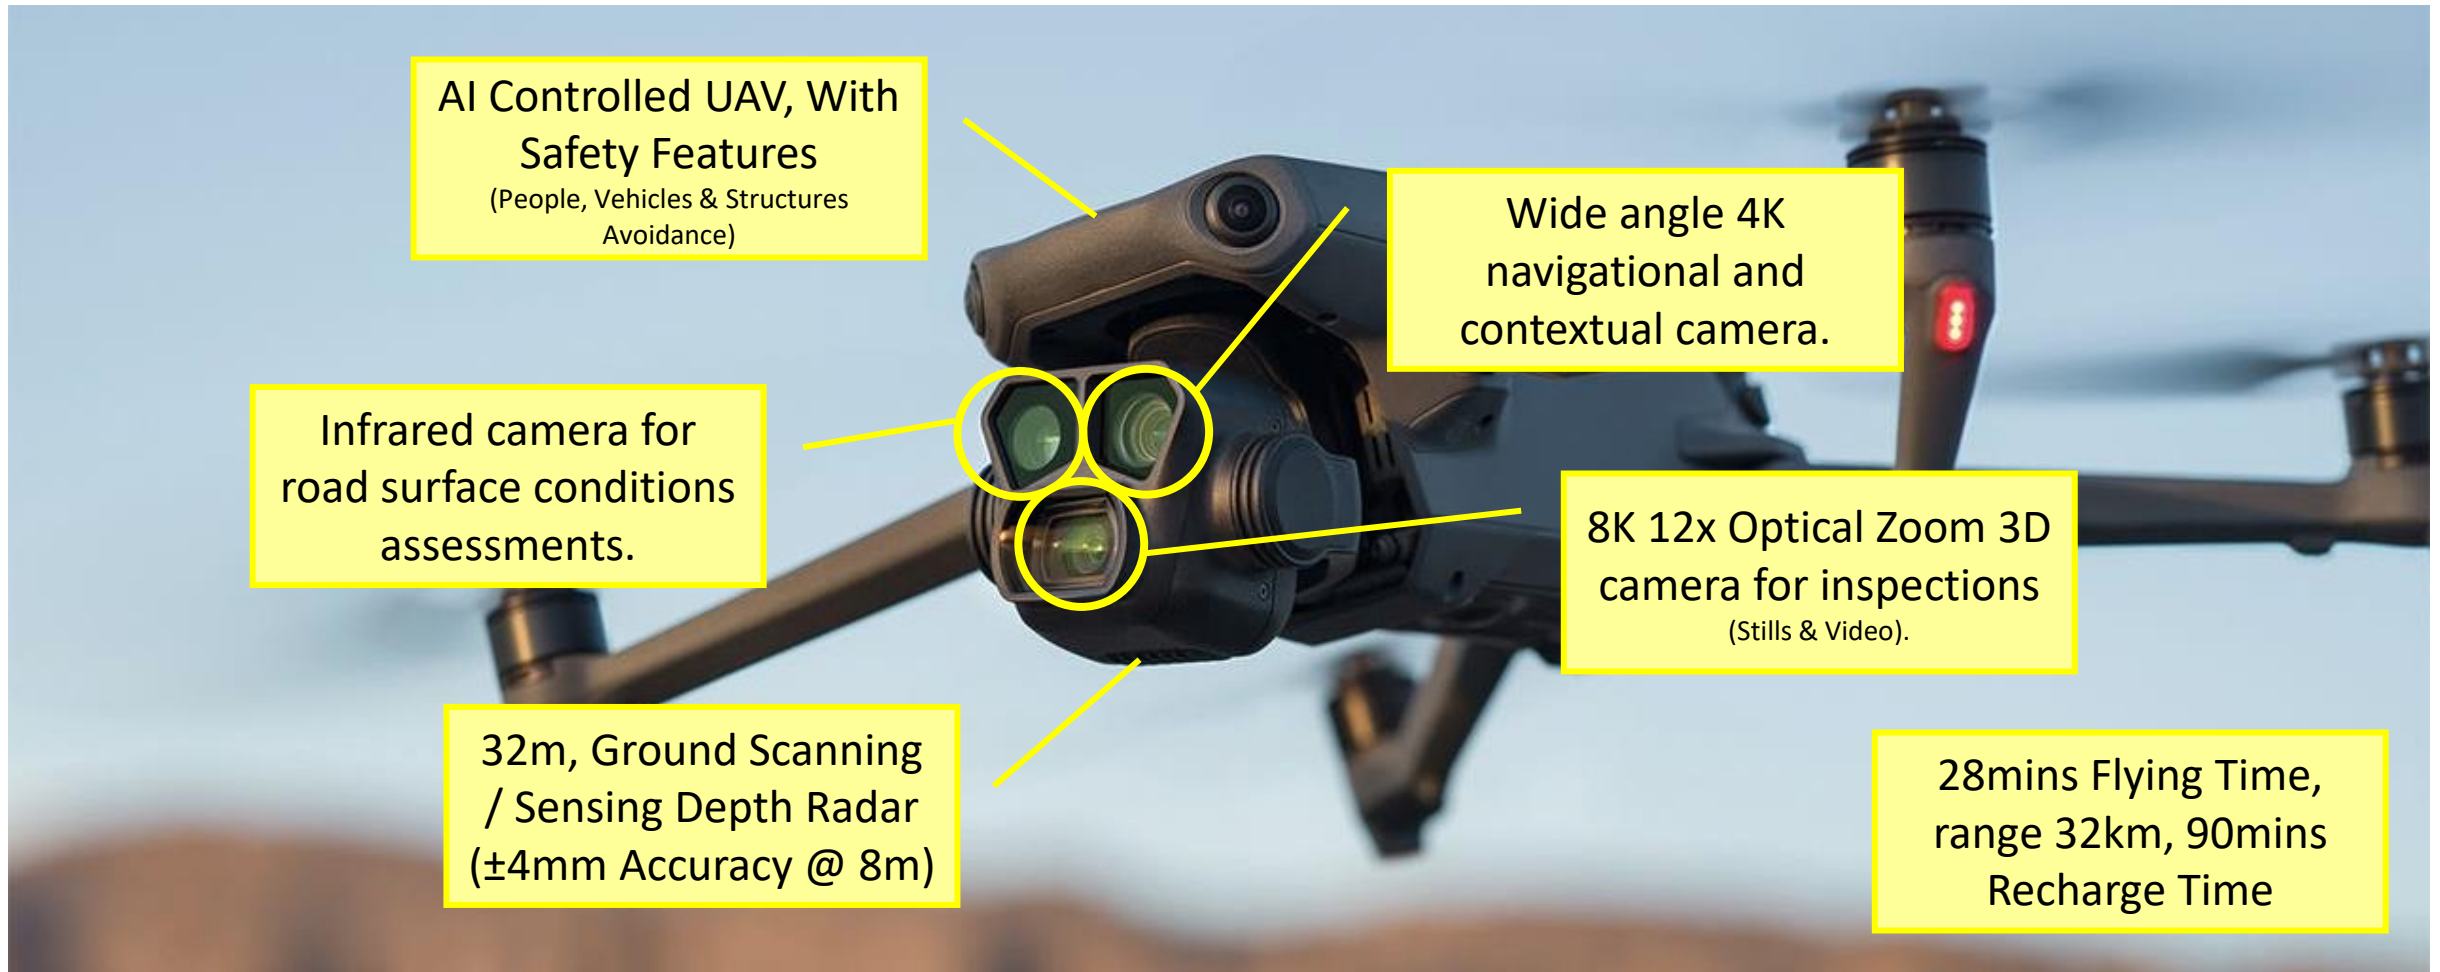 AI Controlled UAV, With
Safety Features
(People, Vehicles & Structures
Avoidance)
Wide angle 4K
navigational and
contextual camera.
Infrared camera for
road surface conditions
assessments.
8K 12x Optical Zoom 3D
camera for inspections
(Stills & Video).
32m, Ground Scanning
/ Sensing Depth Radar
(±4mm Accuracy @ 8m)
28mins Flying Time,
range 32km, 90mins
Recharge Time